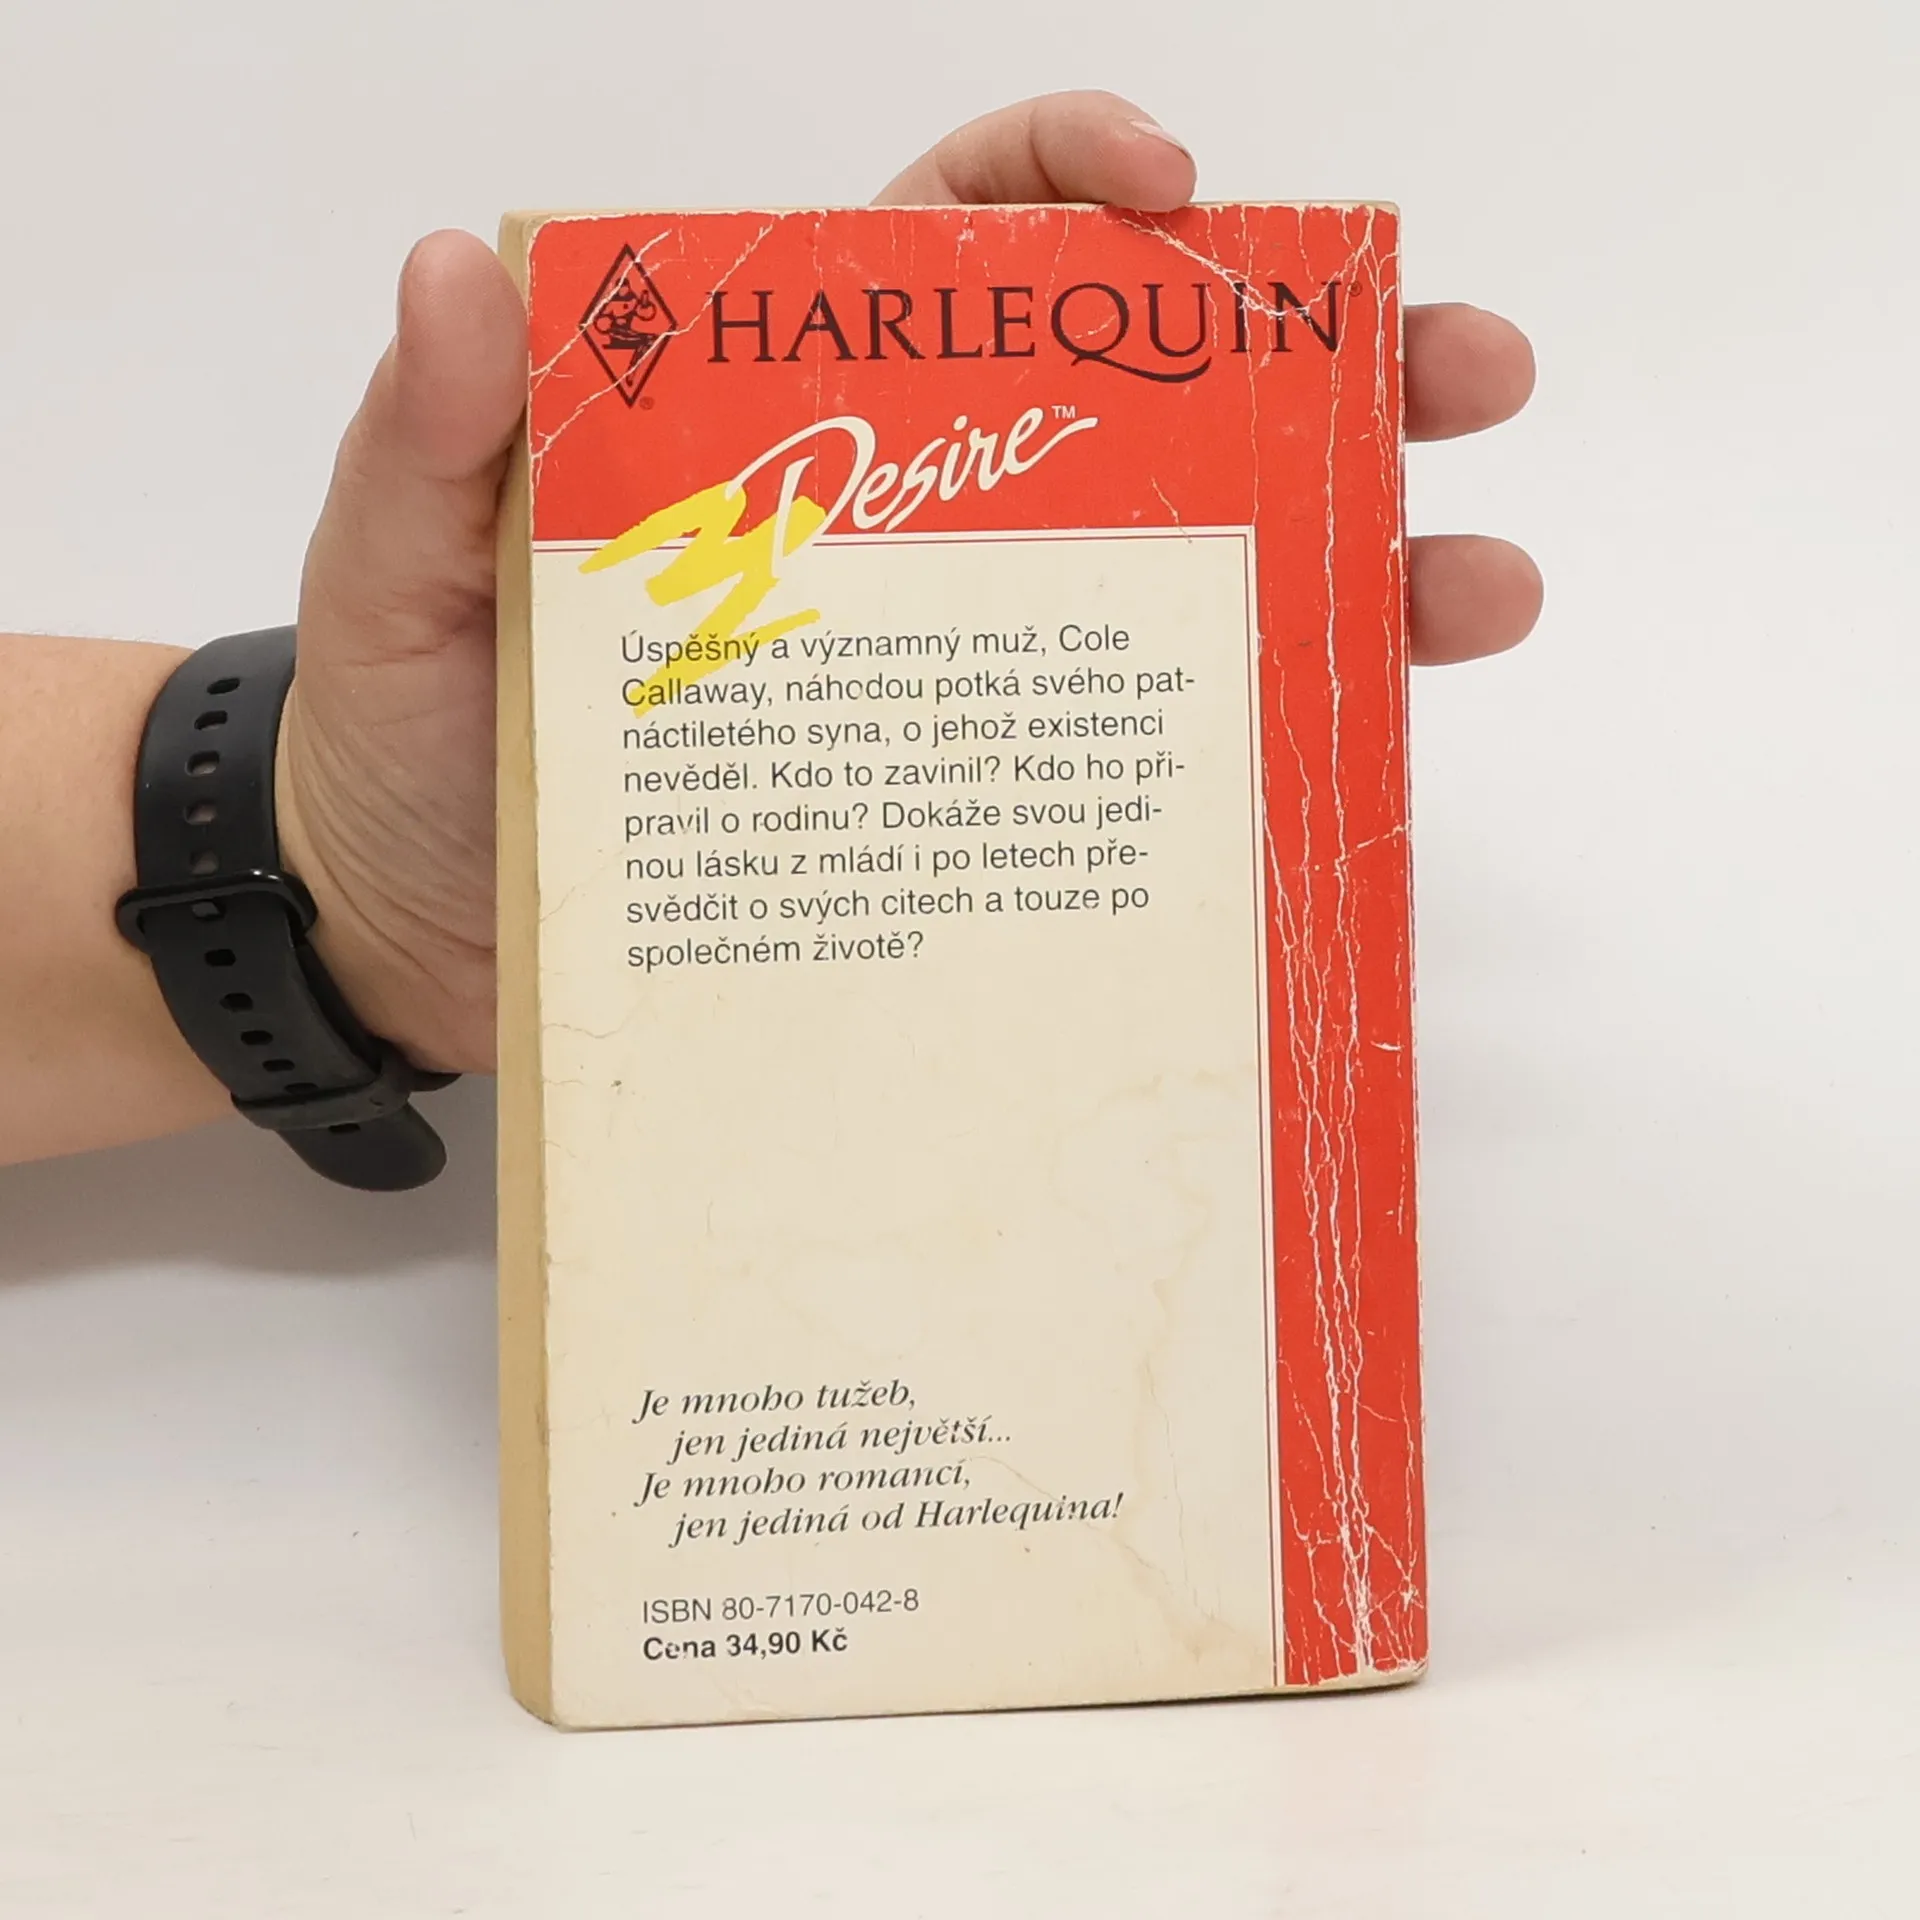 HARLEQUIN®
®
Desire™
Úspěšný a významný muž, Cole
Callaway, náhodou potká svého pat-
náctiletého syna, o jehož existenci
nevěděl. Kdo to zavinil? Kdo ho při-
pravil o rodinu? Dokáže svou jedi-
nou lásku z mládí i po letech pře-
svědčit o svých citech a touze po
společném životě?
Je mnoho tužeb,
jen jediná největší...
Je mnoho romancí,
jen jediná od Harlequina!
ISBN 80-7170-042-8
Cena 34,90 Kč